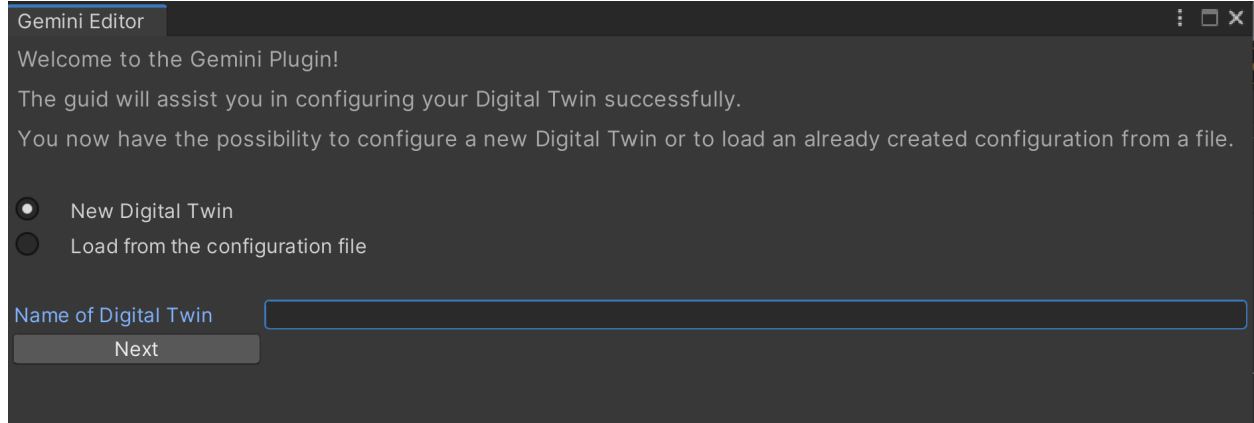 Gemini Editor
Welcome to the Gemini Plugin!
The guid will assist you in configuring your Digital Twin successfully.
You now have the possibility to configure a new Digital Twin or to load an already created configuration from a file.
New Digital Twin
Load from the configuration file
Name of Digital Twin
Next